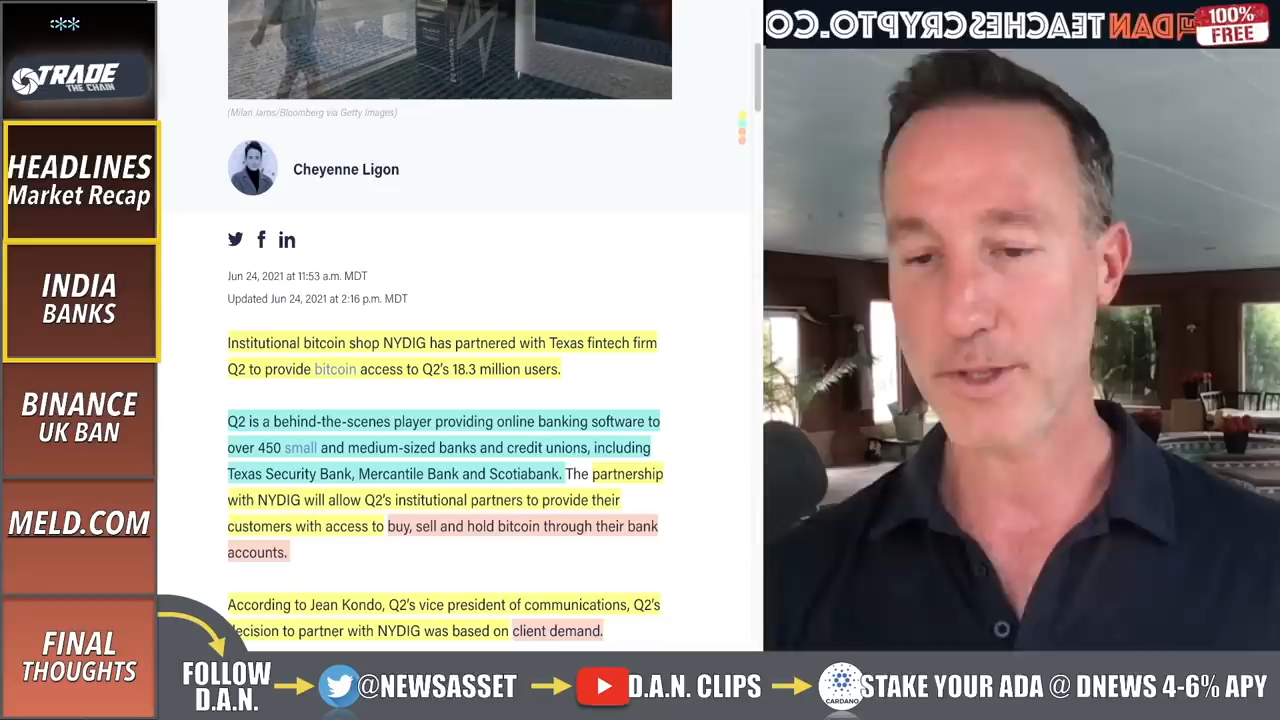 **
TRADE
THE CHAIN
HEADLINES
Market Recap
INDIA
BANKS
BINANCE
UK BAN
MELD.COM
FINAL
THOUGHTS
(Milan Jaros/Bloomberg via Getty Images)
Cheyenne Ligon
Jun 24, 2021 at 11:53 a.m. MDT
Updated Jun 24, 2021 at 2:16 p.m. MDT
Institutional bitcoin shop NYDIG has partnered with Texas fintech firm
Q2 to provide bitcoin access to Q2's 18.3 million users.
Q2 is a behind-the-scenes player providing online banking software to
over 450 small and medium-sized banks and credit unions, including
Texas Security Bank, Mercantile Bank and Scotiabank. The partnership
with NYDIG will allow Q2's institutional partners to provide their
customers with access to buy, sell and hold bitcoin through their bank
accounts.
According to Jean Kondo, Q2's vice president of communications, Q2's
decision to partner with NYDIG was based on client demand.
DAN TEACHESCRYPTO.CO
100%
FREE
FOLLOW
D.A.N.
@NEWSASSET
D.A.N. CLIPS
CARDANO
STAKE YOUR ADA @ DNEWS 4-6% APY